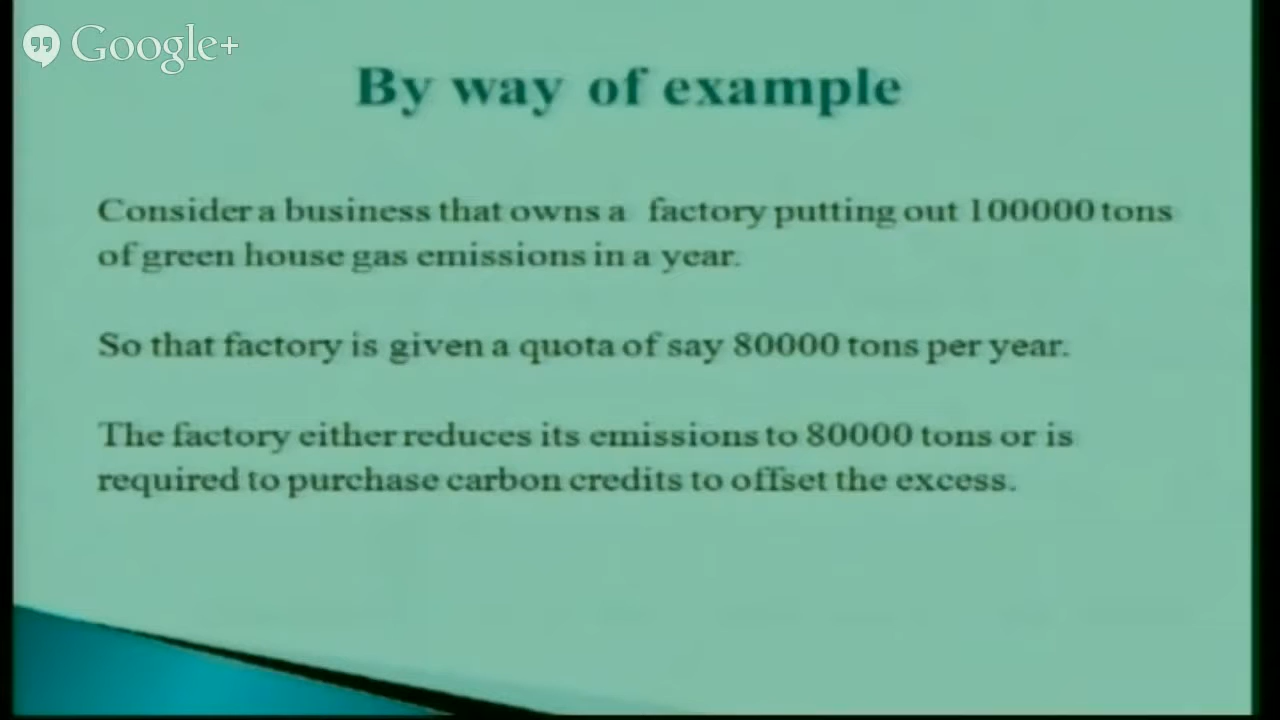 Google+
By way of example
Consider a business that owns a factory putting out 100000 tons
of green house gas emissions in a year.
So that factory is given a quota of say 80000 tons per year.
The factory either reduces its emissions to 80000 tons or is
required to purchase carbon credits to offset the excess.